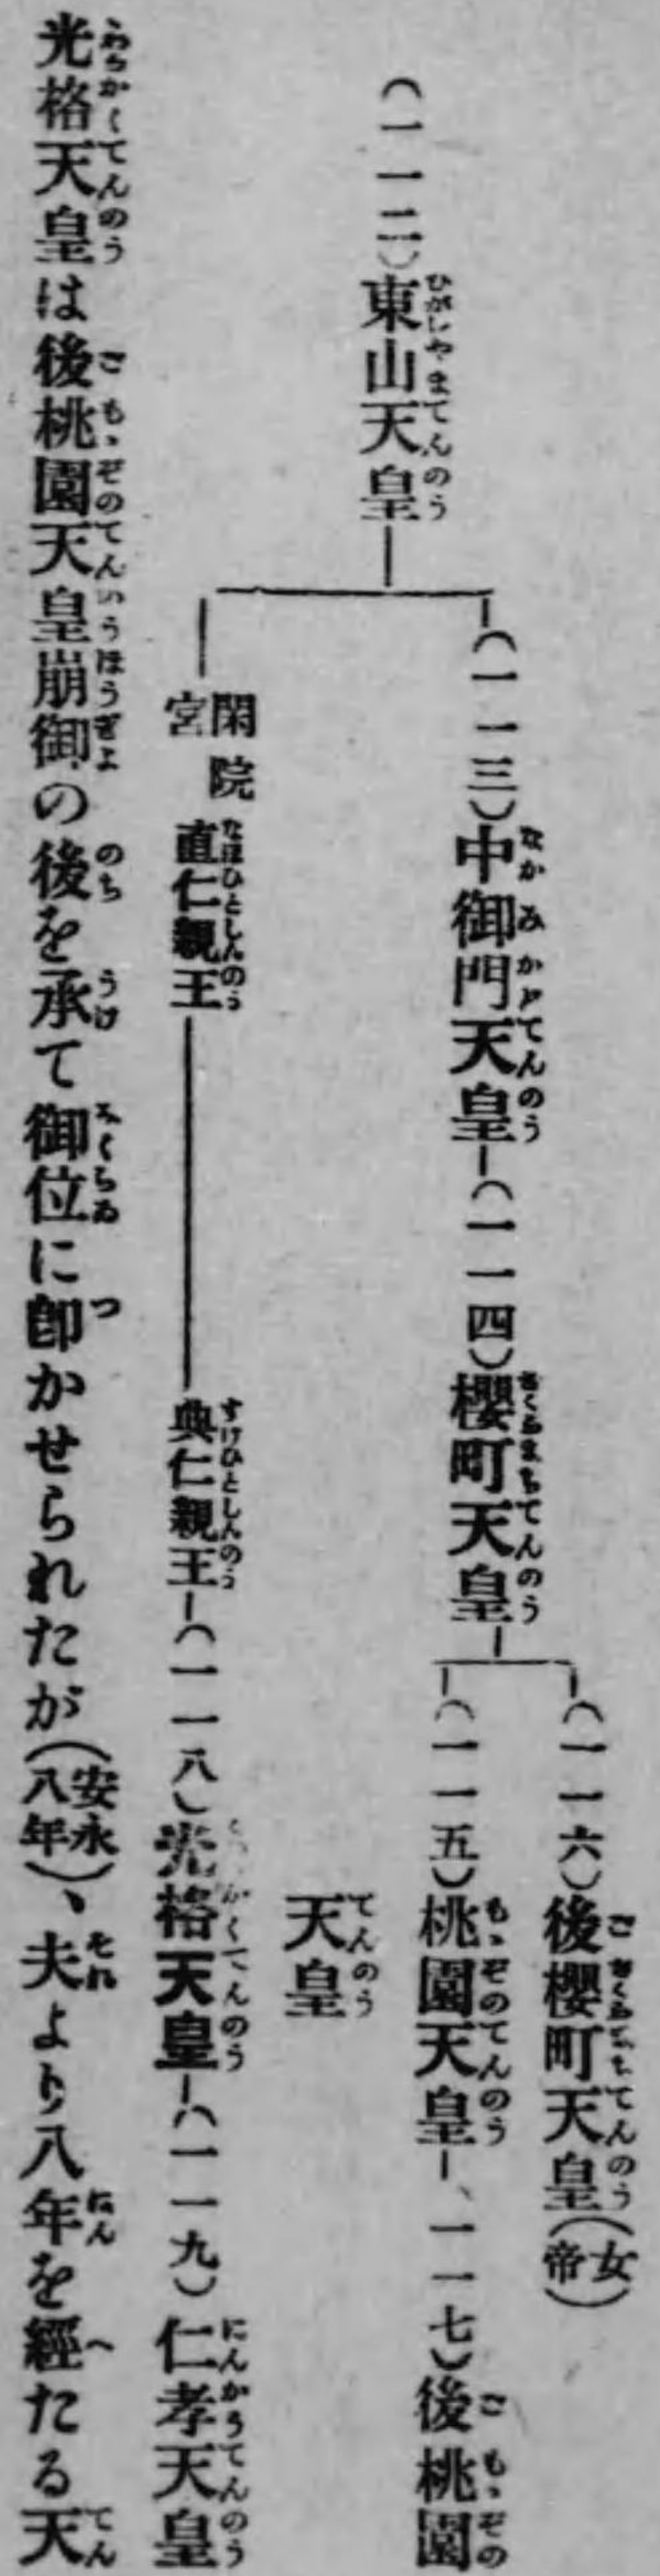 (一一六)後櫻町天皇(女帝)
(一一二)東山天皇―(一一三)中御門天皇―(一一四)櫻町天皇―(一一五)桃園天皇―(一一七)後桃園
天皇
閑院宮直仁親王―典仁親王―(一一八)光格天皇―(一一九)仁孝天皇
光格天皇は後桃園天皇崩御の後を承て御位に卽かせられたが(安永八年)、夫より八年を經たる天